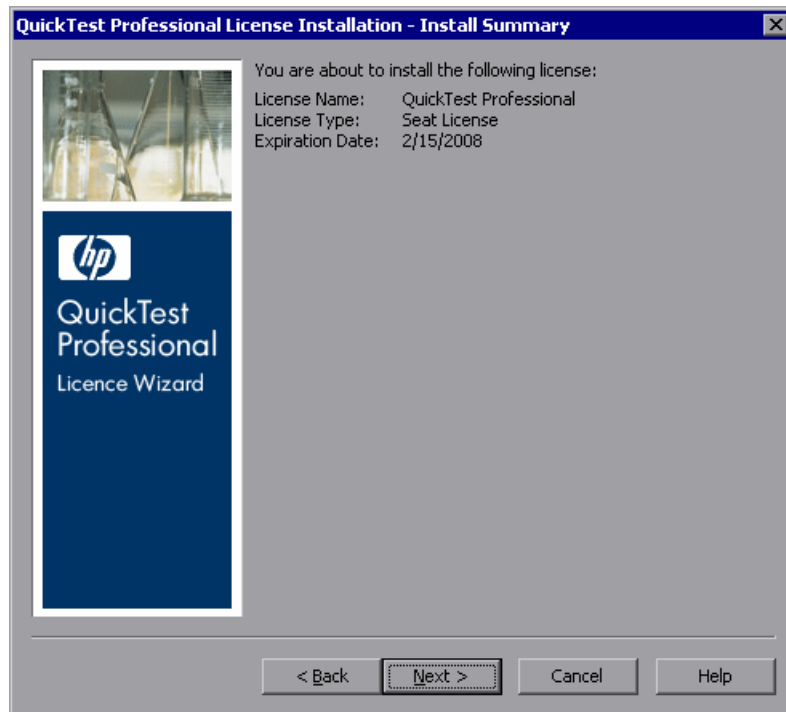 QuickTest Professional License Installation - Install Summary
You are about to install the following license:
License Name: QuickTest Professional
License Type: Seat License
Expiration Date: 2/15/2008
hp
QuickTest
Professional
Licence Wizard
< Back Next > Cancel Help